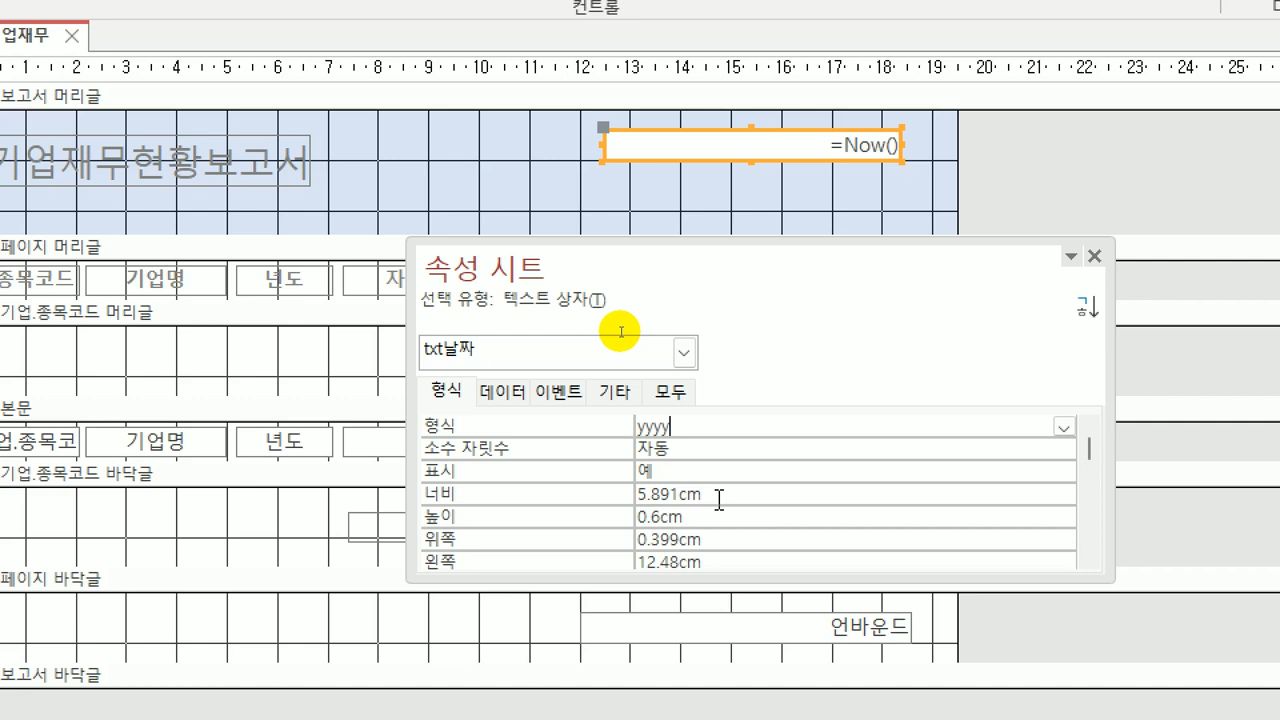 컨트롤
업재무
1 2 3 4 5 6 7 8 9 10 11 12 13 14 15 16 17 18 19 20 21 22 23 24 25
보고서 머리글
기업재무현황보고서
=Now()
페이지 머리글
종목코드 기업명 년도 자
기업.종목코드 머리글
본문
업.종목코 기업명 년도
기업.종목코드 바닥글
페이지 바닥글
언바운드
보고서 바닥글
속성 시트
선택 유형: 텍스트 상자(T)
txt날짜
형식 데이터 이벤트 기타 모두
형식 yyyy
소수 자릿수 자동
표시 예
너비 5.891cm
높이 0.6cm
위쪽 0.399cm
왼쪽 12.48cm